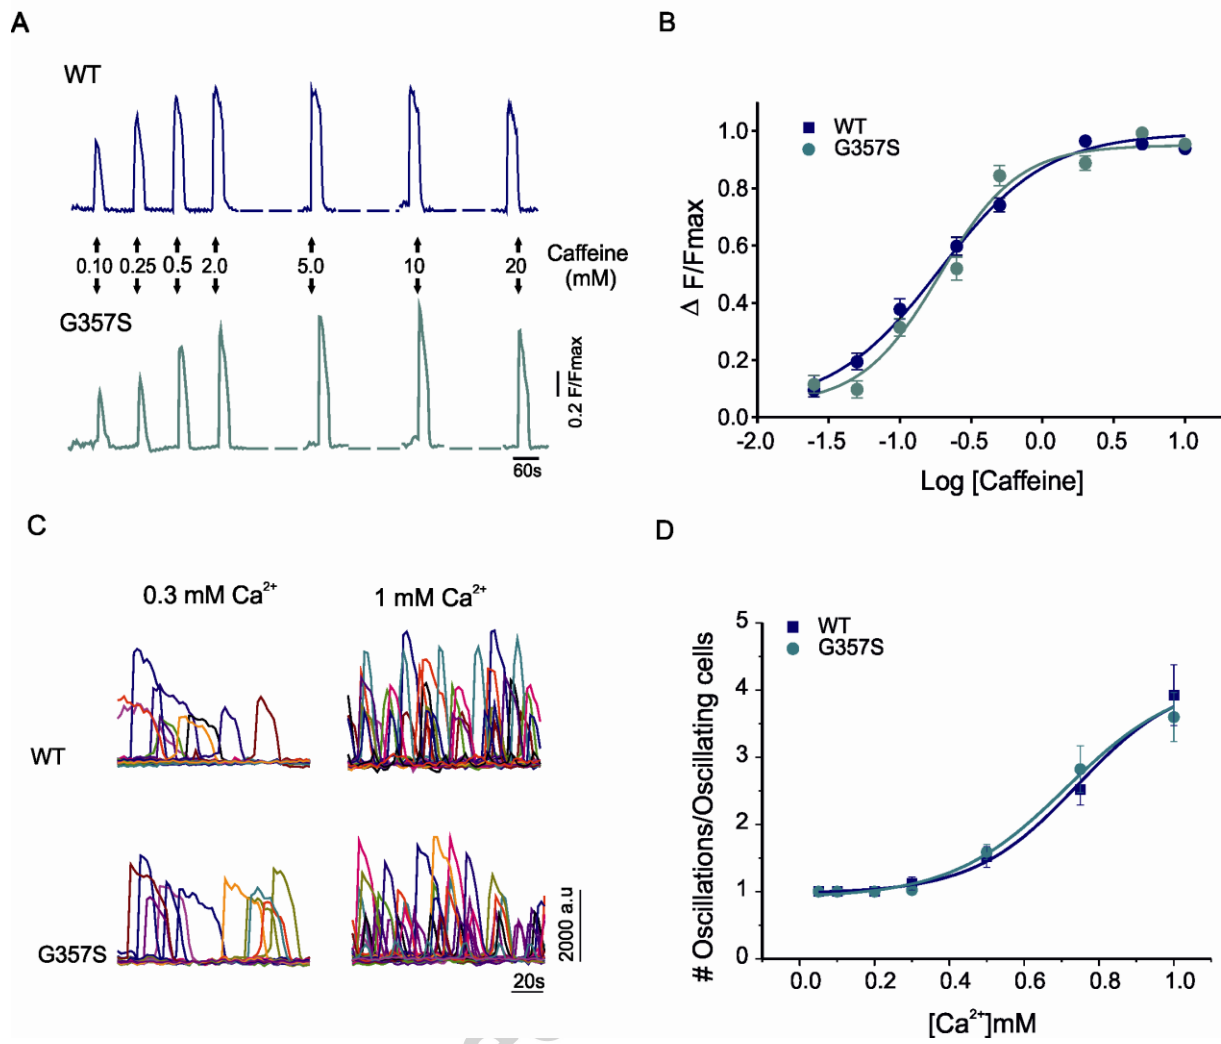 A
WT
0.10 0.25 0.5 2.0 5.0 10 20 Caffeine
(mM)
G357S
0.2 F/Fmax
60s
B
WT
G357S
Δ F/Fmax
1.0
0.8
0.6
0.4
0.2
0.0
-2.0 -1.5 -1.0 -0.5 0.0 0.5 1.0
Log [Caffeine]
C
0.3 mM Ca²⁺ 1 mM Ca²⁺
WT
G357S
2000 a.u
20s
D
WT
G357S
# Oscillations/Oscillating cells
5
4
3
2
1
0
0.0 0.2 0.4 0.6 0.8 1.0
[Ca²⁺]mM